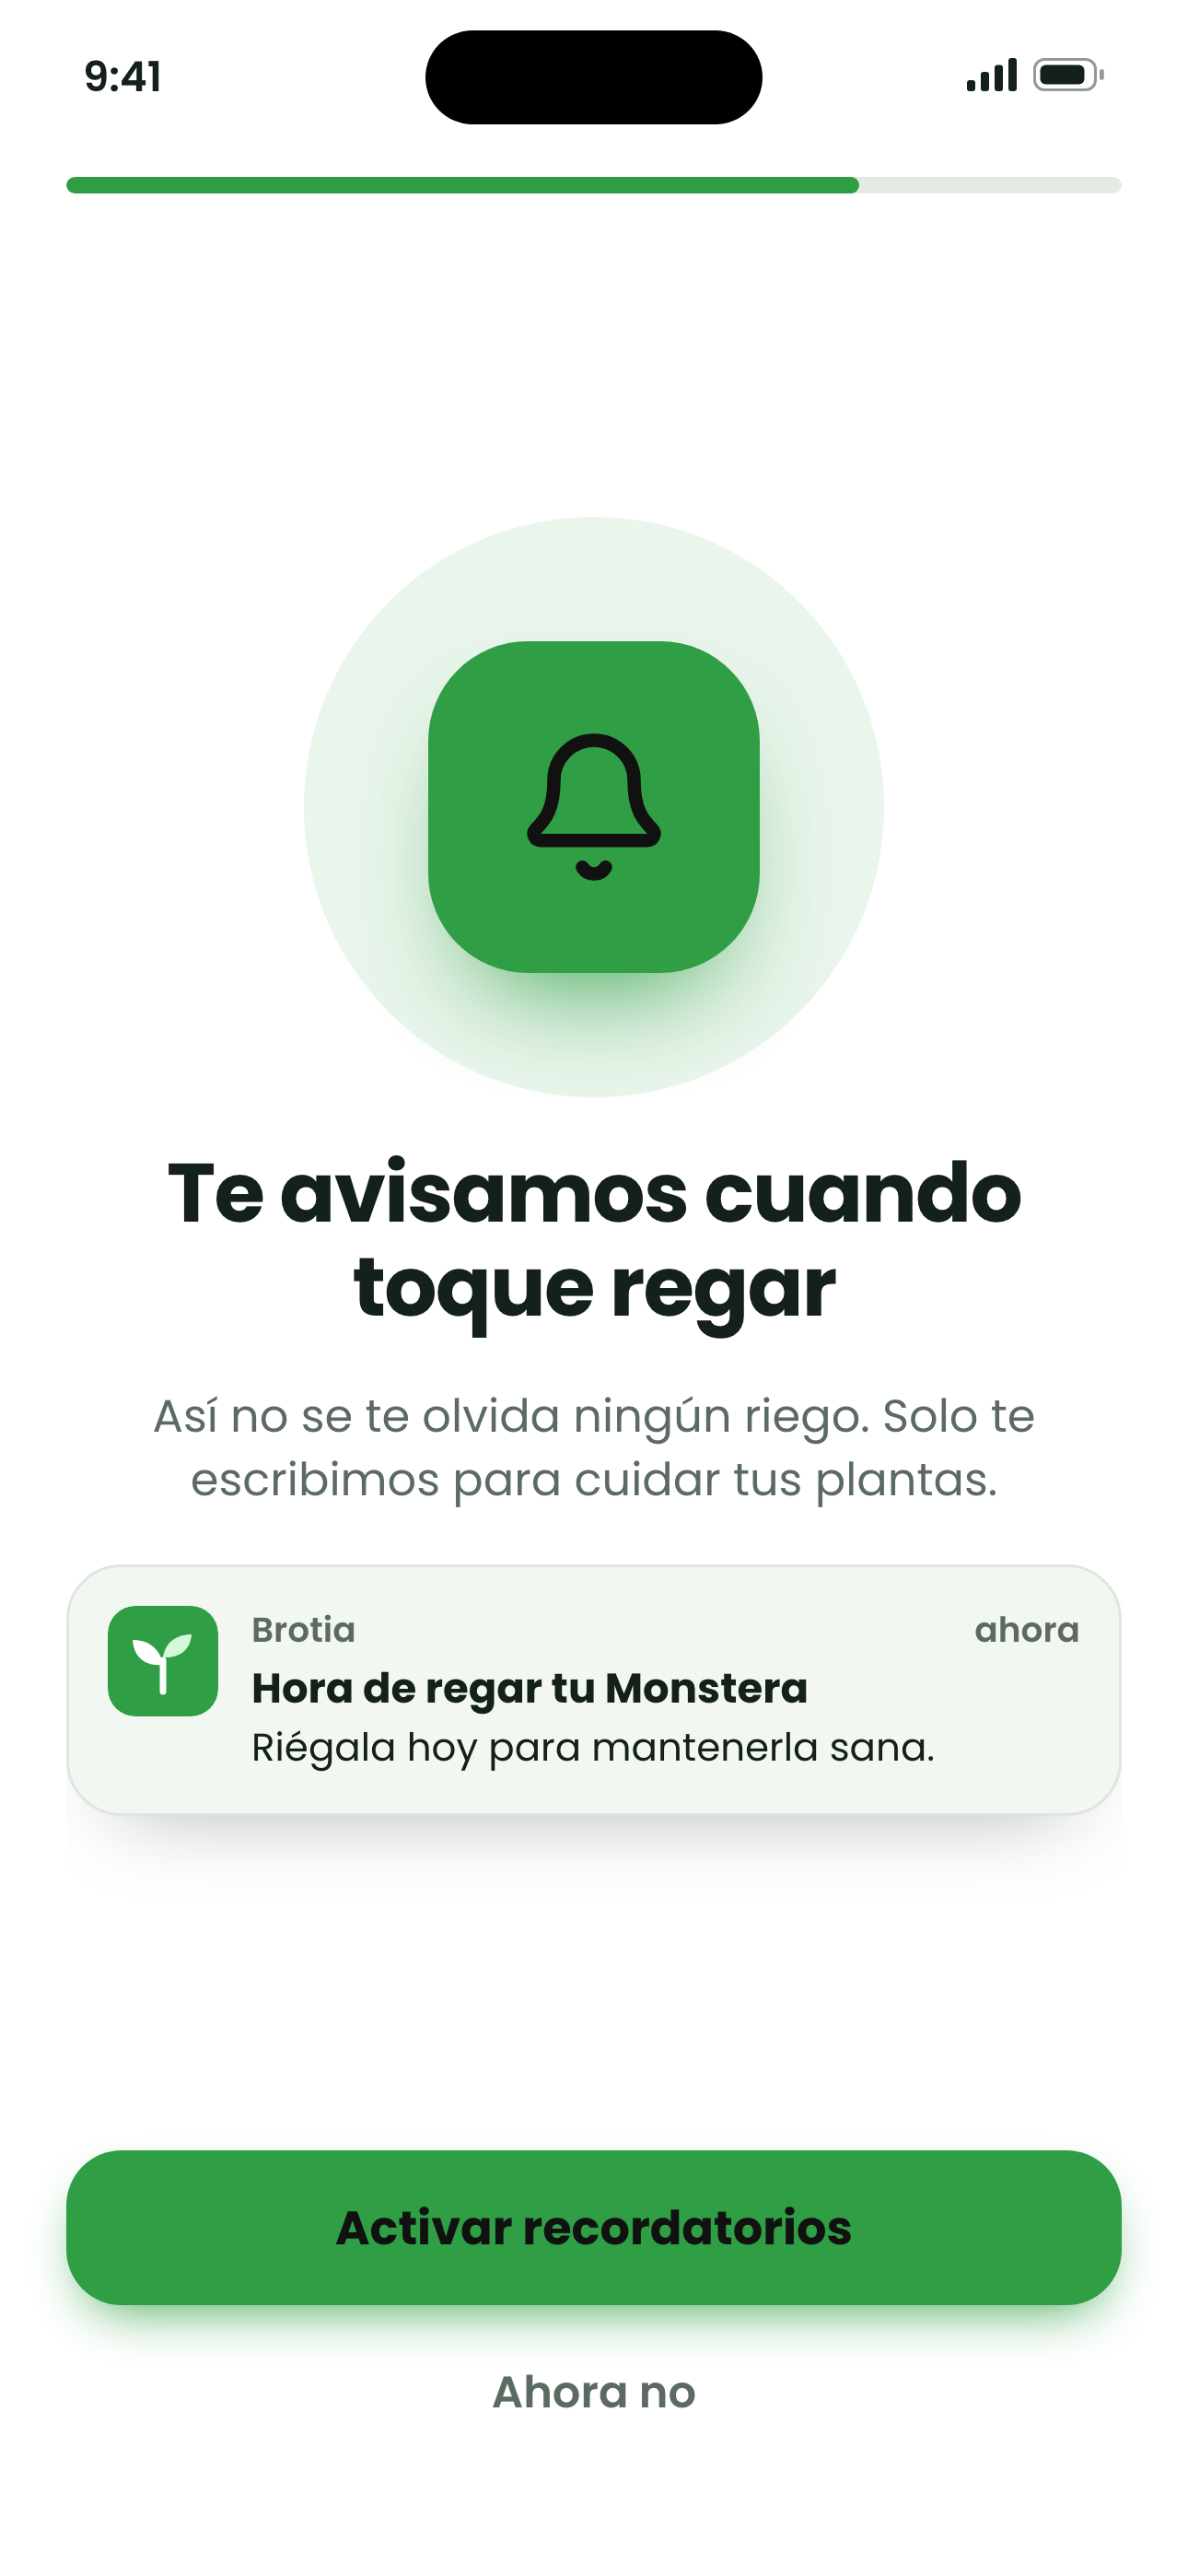 9:41
Te avisamos cuando
toque regar
Así no se te olvida ningún riego. Solo te
escribimos para cuidar tus plantas.
Brotia
ahora
Hora de regar tu Monstera
Riégala hoy para mantenerla sana.
Activar recordatorios
Ahora no